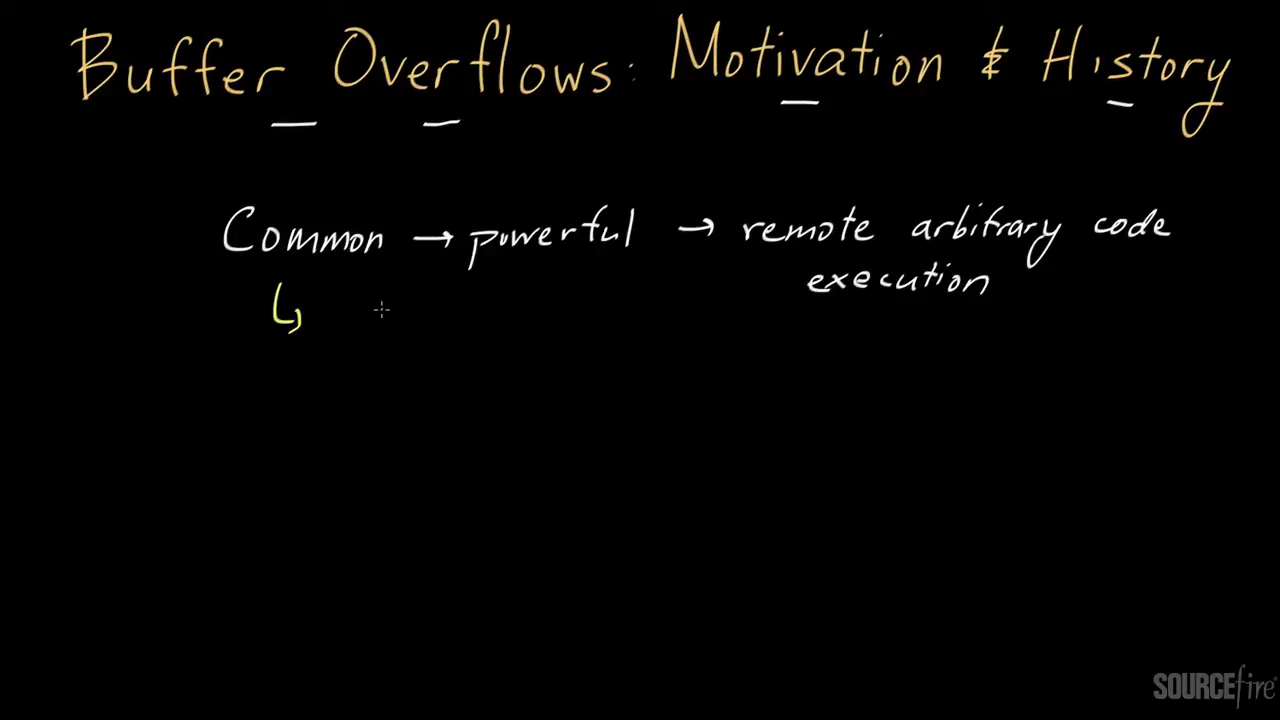 Buffer Overflows: Motivation & History
Common → powerful → remote arbitrary code
execution
↳
SOURCEfire